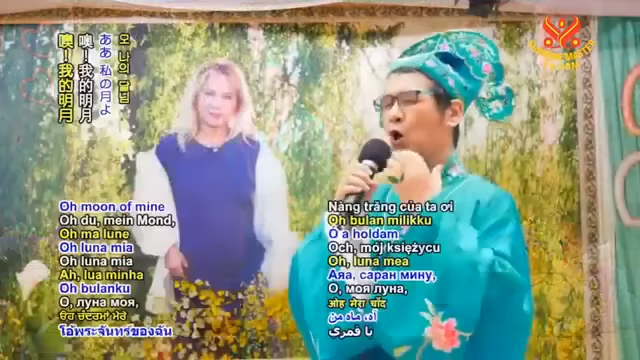 오 나의 달님
ああ 私の月よ
噢！我的明月
噢！我的明月
Oh moon of mine
Oh du, mein Mond,
Oh ma lune
Oh luna mia
Oh luna mia
Ah, lua minha
Oh bulanku
О, луна моя,
ਓਹ ਚੰਦਰਮਾਂ ਮੇਰੇ
โอ้พระจันทร์ของฉัน
Nàng trăng của ta ơi
Oh bulan milikku
Ó a holdam
Och, mój księżycu
Oh, luna mea
Аяа, саран мину,
О, моя луна,
ओह मेरा चाँद
آه، ماه من
يا قمري